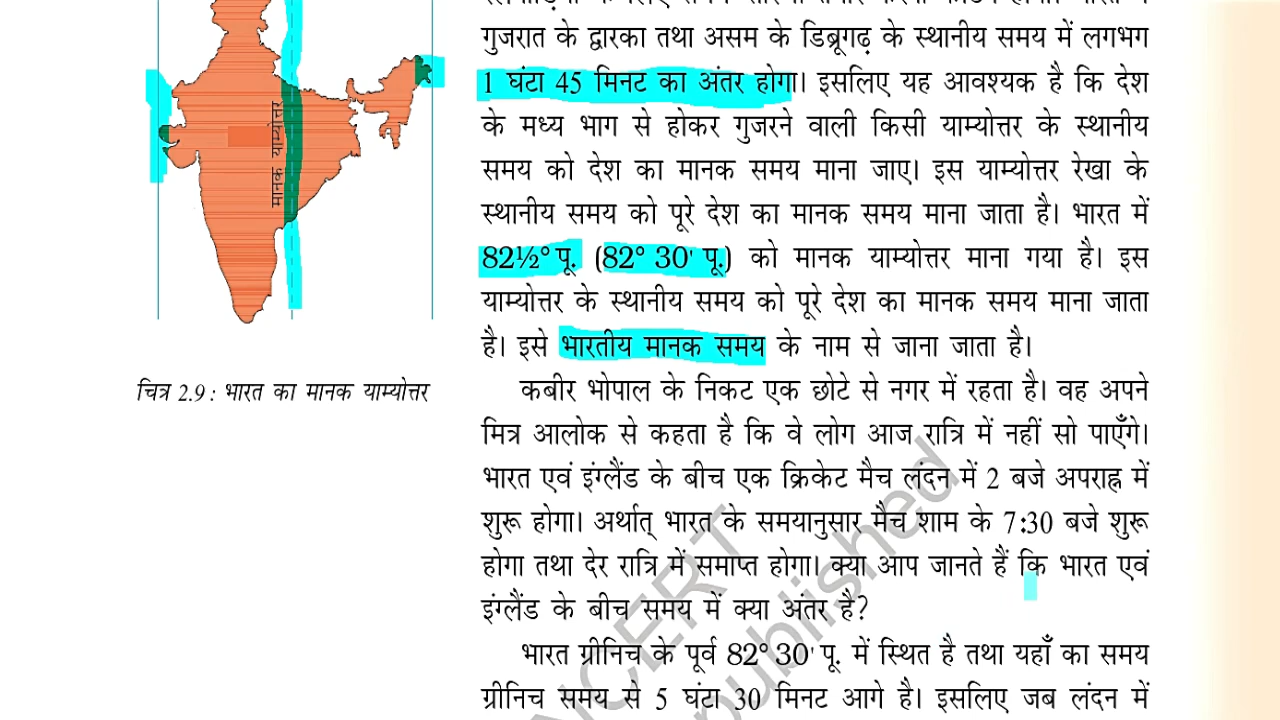 गुजरात के द्वारका तथा असम के डिब्रूगढ़ के स्थानीय समय में लगभग
1 घंटा 45 मिनट का अंतर होगा। इसलिए यह आवश्यक है कि देश
के मध्य भाग से होकर गुजरने वाली किसी याम्योत्तर के स्थानीय
समय को देश का मानक समय माना जाए। इस याम्योत्तर रेखा के
स्थानीय समय को पूरे देश का मानक समय माना जाता है। भारत में
82½° पू. (82° 30' पू.) को मानक याम्योत्तर माना गया है। इस
याम्योत्तर के स्थानीय समय को पूरे देश का मानक समय माना जाता
है। इसे भारतीय मानक समय के नाम से जाना जाता है।
मानक याम्योत्तर
चित्र 2.9 : भारत का मानक याम्योत्तर
कबीर भोपाल के निकट एक छोटे से नगर में रहता है। वह अपने
मित्र आलोक से कहता है कि वे लोग आज रात्रि में नहीं सो पाएँगे।
भारत एवं इंग्लैंड के बीच एक क्रिकेट मैच लंदन में 2 बजे अपराह्न में
शुरू होगा। अर्थात् भारत के समयानुसार मैच शाम के 7:30 बजे शुरू
होगा तथा देर रात्रि में समाप्त होगा। क्या आप जानते हैं कि भारत एवं
इंग्लैंड के बीच समय में क्या अंतर है?
भारत ग्रीनिच के पूर्व 82° 30' पू. में स्थित है तथा यहाँ का समय
ग्रीनिच समय से 5 घंटा 30 मिनट आगे है। इसलिए जब लंदन में
NCERT
published